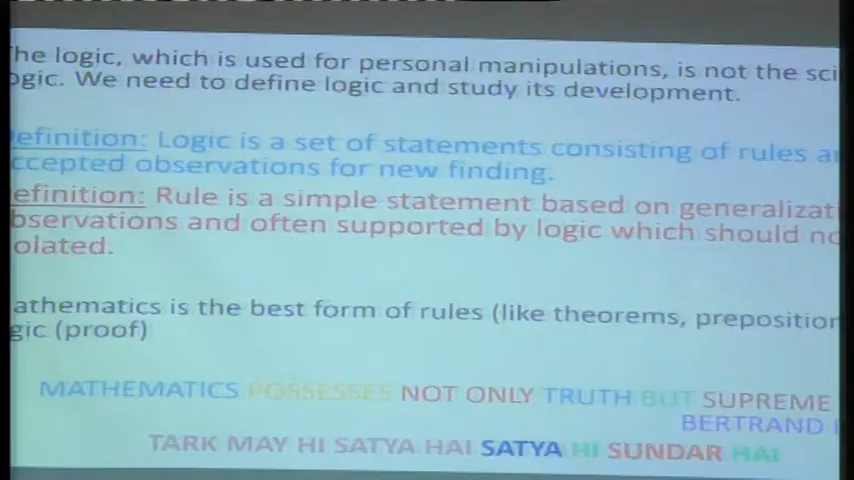 he logic, which is used for personal manipulations, is not the sci
ogic. We need to define logic and study its development.
efinition: Logic is a set of statements consisting of rules a
ccepted observations for new finding.
efinition: Rule is a simple statement based on generalizati
bservations and often supported by logic which should no
olated.
athematics is the best form of rules (like theorems, preposition
gic (proof)
MATHEMATICS POSSESSES NOT ONLY TRUTH BUT SUPREME
BERTRAND
TARK MAY HI SATYA HAI SATYA HI SUNDAR HAI